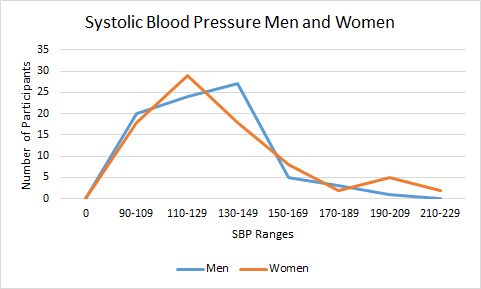 Systolic Blood Pressure Men and Women
35
30
25
20
15
10
5
0
Number of Participants
0 90-109 110-129 130-149 150-169 170-189 190-209 210-229
SBP Ranges
Men Women